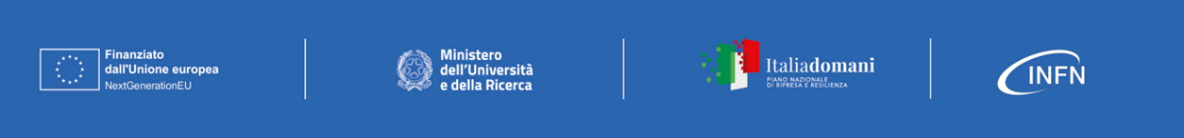 Finanziato
dall'Unione europea
NextGenerationEU
Ministero
dell'Università
e della Ricerca
Italiadomani
PIANO NAZIONALE
DI RIPRESA E RESILIENZA
INFN